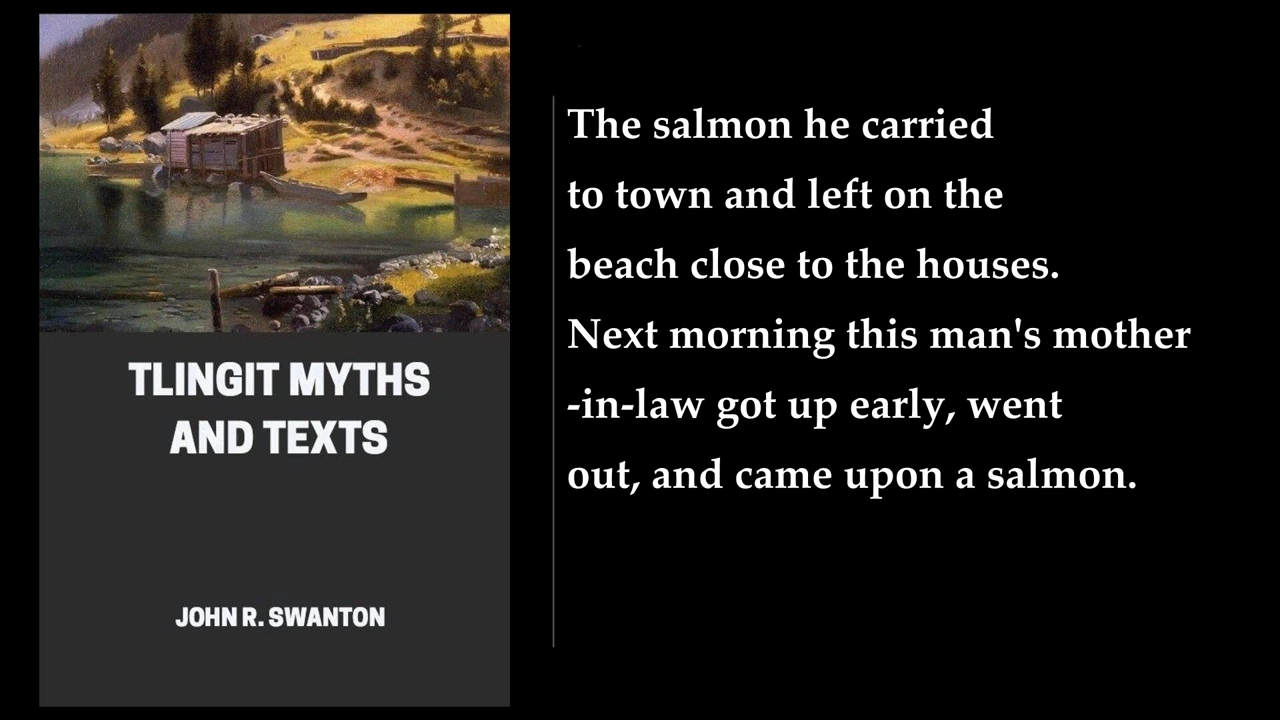 TLINGIT MYTHS
AND TEXTS
JOHN R. SWANTON
The salmon he carried
to town and left on the
beach close to the houses.
Next morning this man's mother
-in-law got up early, went
out, and came upon a salmon.